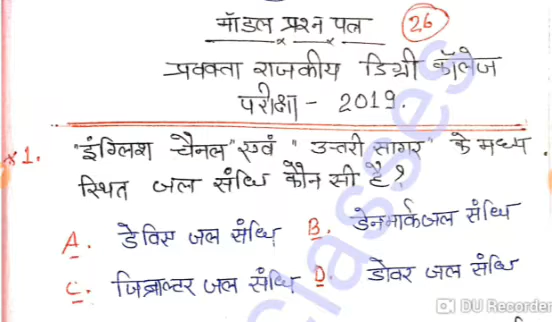 मॉडल प्रश्न पत्र 26
प्रवक्ता राजकीय डिग्री कॉलेज
परीक्षा - 2019.
*1. "इंग्लिश चैनल" एवं "उत्तरी सागर" के मध्य
स्थित जल संधि कौन सी है?
A. डेविस जल संधि B. डेनमार्क जल संधि
C. जिब्राल्टर जल संधि D. डोवर जल संधि
Classes
DU Recorder